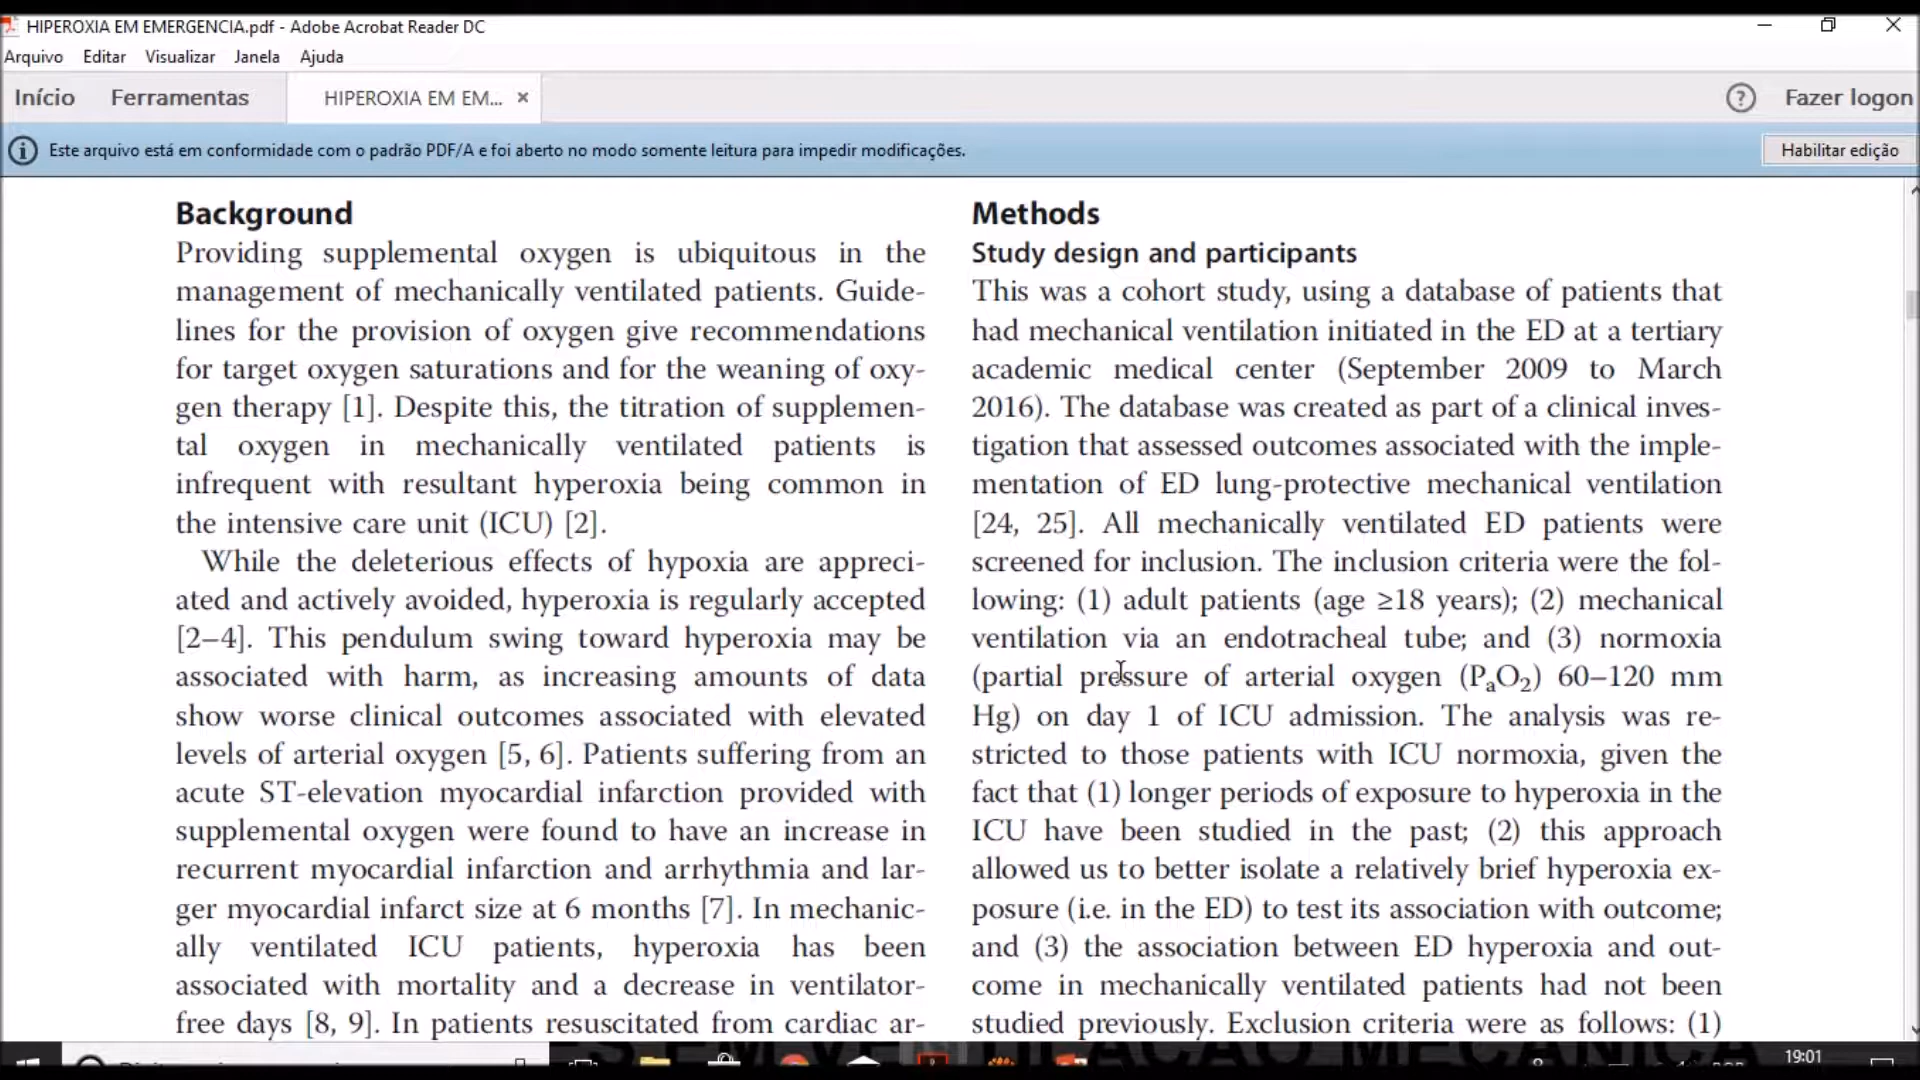 HIPEROXIA EM EMERGENCIA.pdf - Adobe Acrobat Reader DC
Arquivo Editar Visualizar Janela Ajuda
Início Ferramentas HIPEROXIA EM EM... × ? Fazer logon
Este arquivo está em conformidade com o padrão PDF/A e foi aberto no modo somente leitura para impedir modificações. Habilitar edição
Background
Providing supplemental oxygen is ubiquitous in the
management of mechanically ventilated patients. Guide-
lines for the provision of oxygen give recommendations
for target oxygen saturations and for the weaning of oxy-
gen therapy [1]. Despite this, the titration of supplemen-
tal oxygen in mechanically ventilated patients is
infrequent with resultant hyperoxia being common in
the intensive care unit (ICU) [2].
While the deleterious effects of hypoxia are appreci-
ated and actively avoided, hyperoxia is regularly accepted
[2–4]. This pendulum swing toward hyperoxia may be
associated with harm, as increasing amounts of data
show worse clinical outcomes associated with elevated
levels of arterial oxygen [5, 6]. Patients suffering from an
acute ST-elevation myocardial infarction provided with
supplemental oxygen were found to have an increase in
recurrent myocardial infarction and arrhythmia and lar-
ger myocardial infarct size at 6 months [7]. In mechanic-
ally ventilated ICU patients, hyperoxia has been
associated with mortality and a decrease in ventilator-
free days [8, 9]. In patients resuscitated from cardiac ar-
Methods
Study design and participants
This was a cohort study, using a database of patients that
had mechanical ventilation initiated in the ED at a tertiary
academic medical center (September 2009 to March
2016). The database was created as part of a clinical inves-
tigation that assessed outcomes associated with the imple-
mentation of ED lung-protective mechanical ventilation
[24, 25]. All mechanically ventilated ED patients were
screened for inclusion. The inclusion criteria were the fol-
lowing: (1) adult patients (age ≥18 years); (2) mechanical
ventilation via an endotracheal tube; and (3) normoxia
(partial pressure of arterial oxygen (PaO2) 60–120 mm
Hg) on day 1 of ICU admission. The analysis was re-
stricted to those patients with ICU normoxia, given the
fact that (1) longer periods of exposure to hyperoxia in the
ICU have been studied in the past; (2) this approach
allowed us to better isolate a relatively brief hyperoxia ex-
posure (i.e. in the ED) to test its association with outcome;
and (3) the association between ED hyperoxia and out-
come in mechanically ventilated patients had not been
studied previously. Exclusion criteria were as follows: (1)
19:01